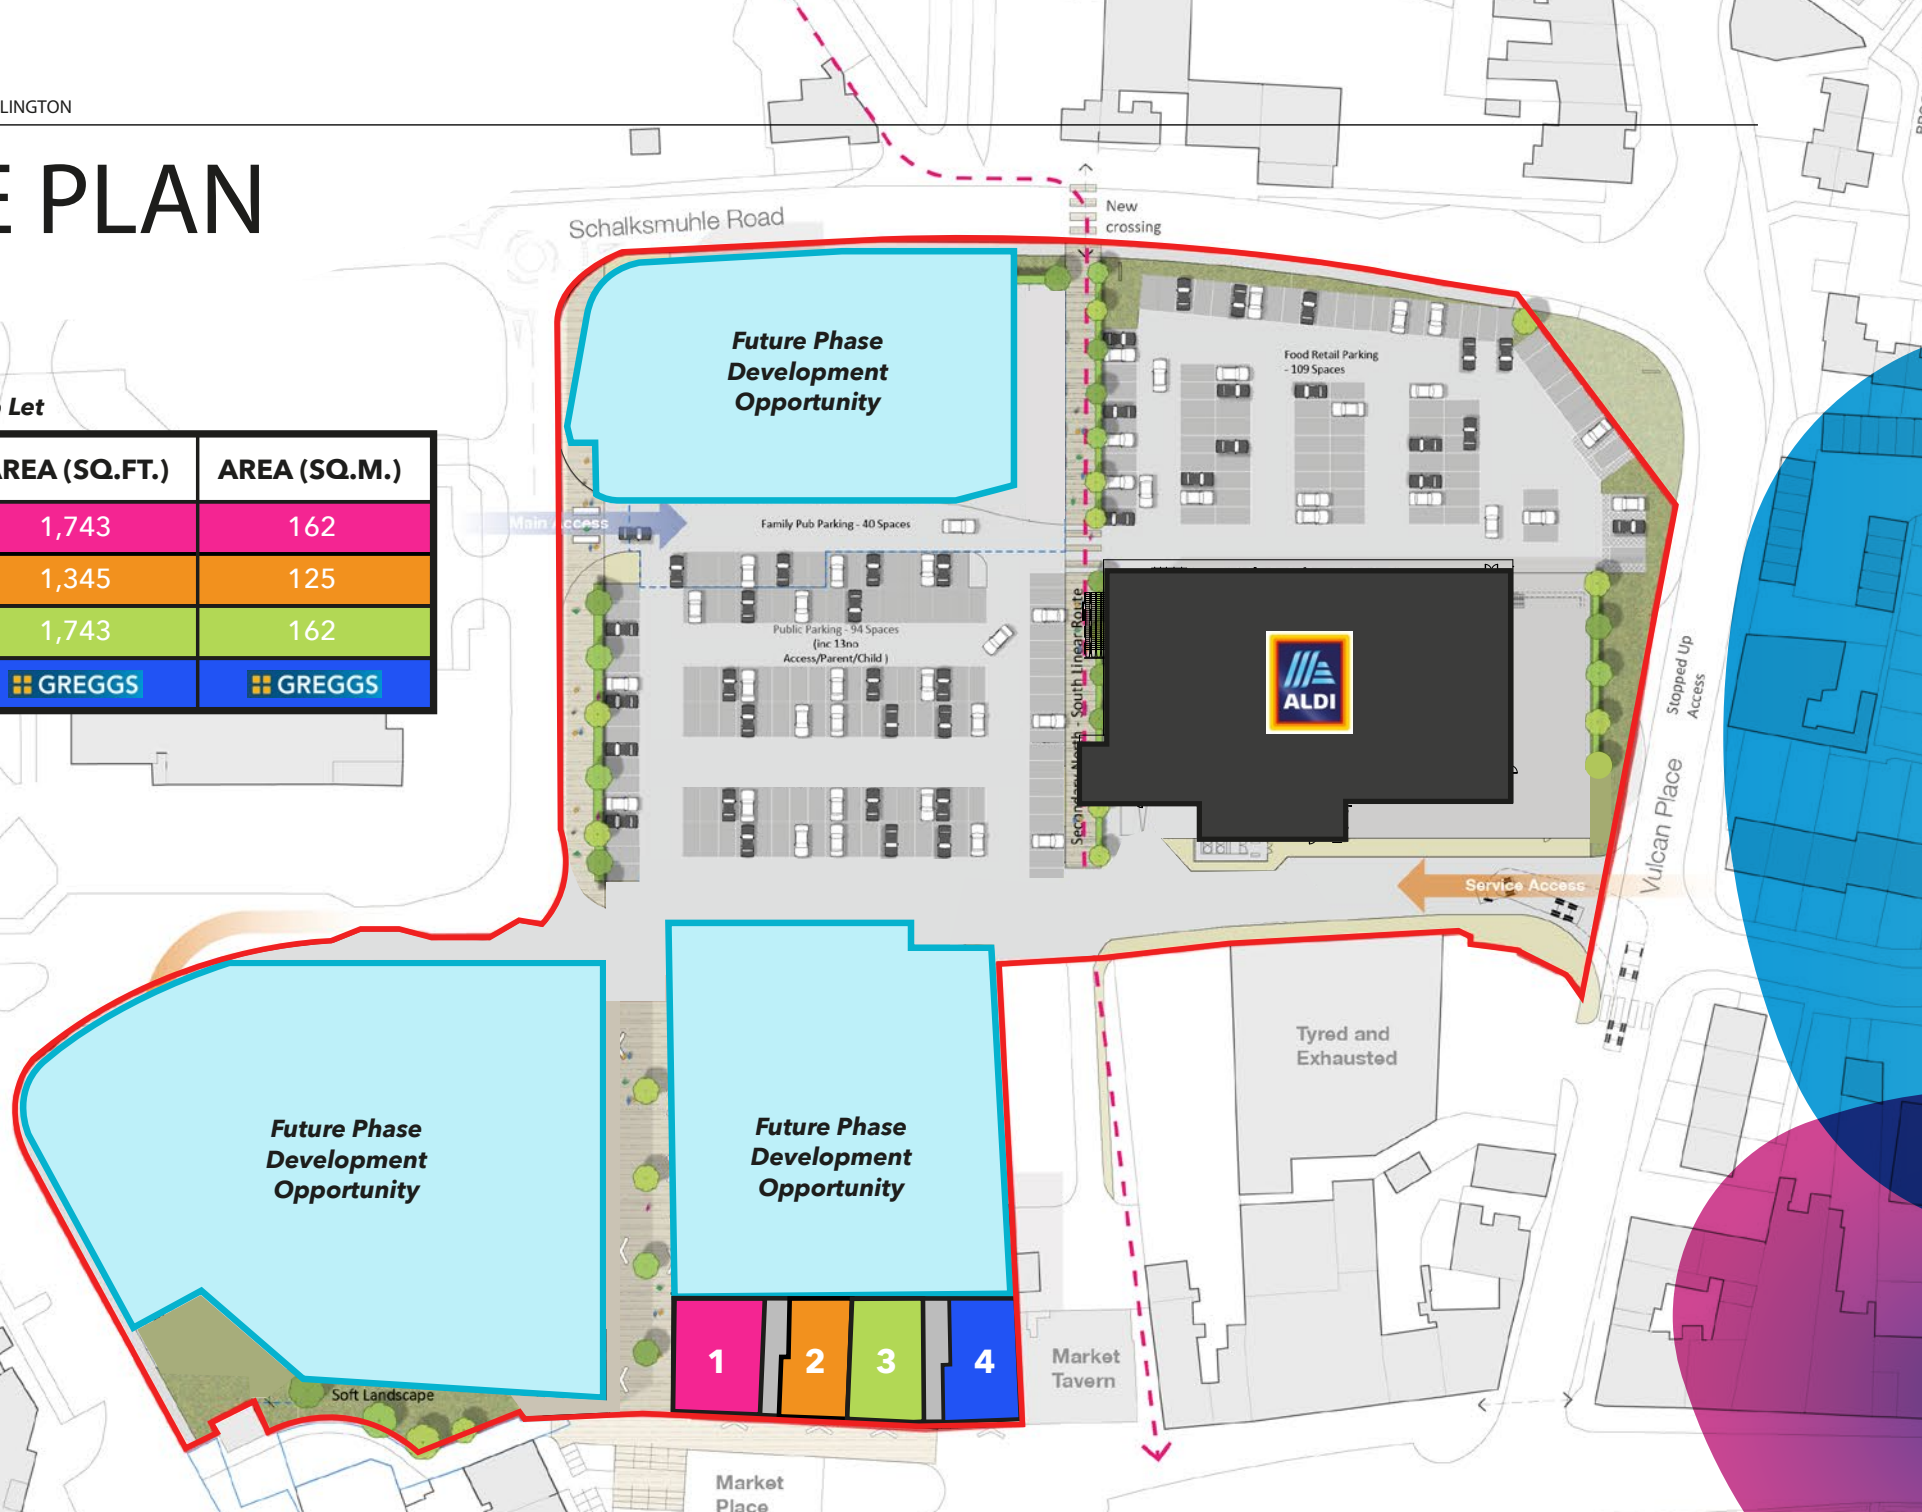 LINGTON
E PLAN
Let
AREA (SQ.FT.) AREA (SQ.M.)
1,743 162
1,345 125
1,743 162
GREGGS GREGGS
Schalksmuhle Road
New
crossing
Future Phase
Development
Opportunity
Food Retail Parking
- 109 Spaces
Main Access
Family Pub Parking - 40 Spaces
Public Parking - 94 Spaces
(inc 13no
Access/Parent/Child )
Secondary North - South Linear Route
ALDI
Stopped Up
Access
Vulcan Place
Service Access
Future Phase
Development
Opportunity
Future Phase
Development
Opportunity
Tyred and
Exhausted
Soft Landscape
1 2 3 4
Market
Tavern
Market
Place